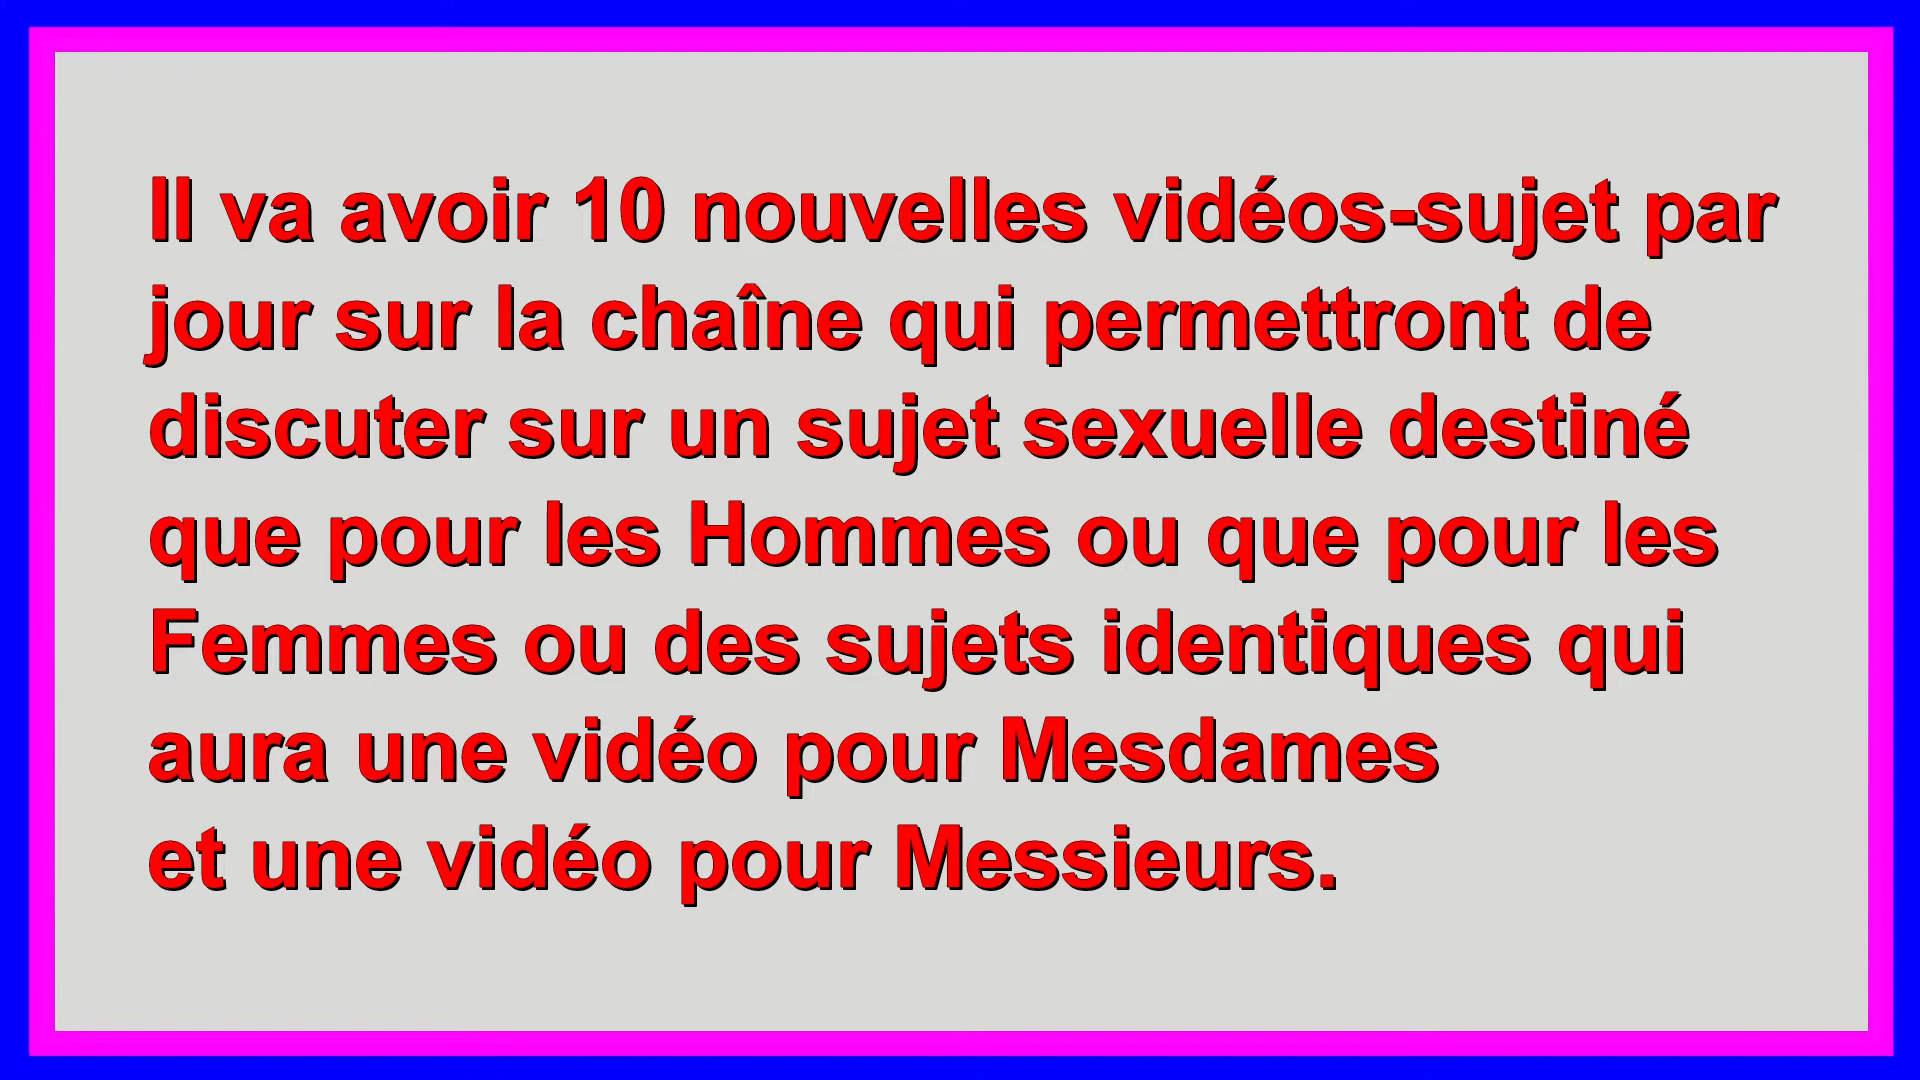 Il va avoir 10 nouvelles vidéos-sujet par
jour sur la chaîne qui permettront de
discuter sur un sujet sexuelle destiné
que pour les Hommes ou que pour les
Femmes ou des sujets identiques qui
aura une vidéo pour Mesdames
et une vidéo pour Messieurs.